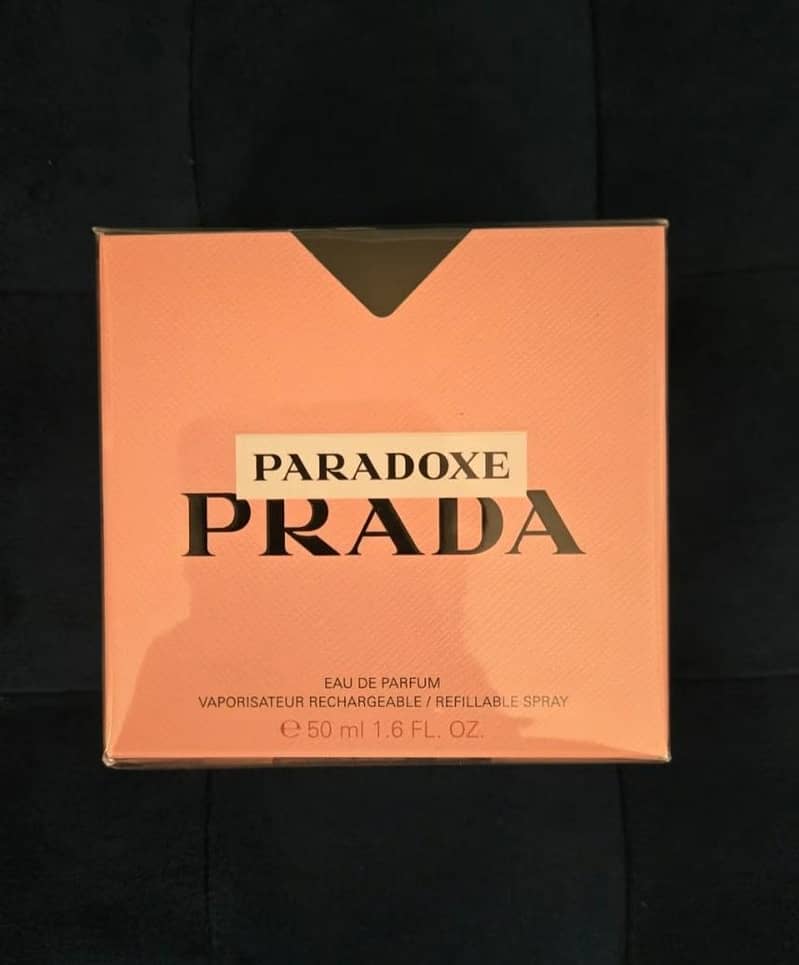 PARADOXE
PRADA
EAU DE PARFUM
VAPORISATEUR RECHARGEABLE / REFILLABLE SPRAY
℮ 50 ml 1.6 FL. OZ.